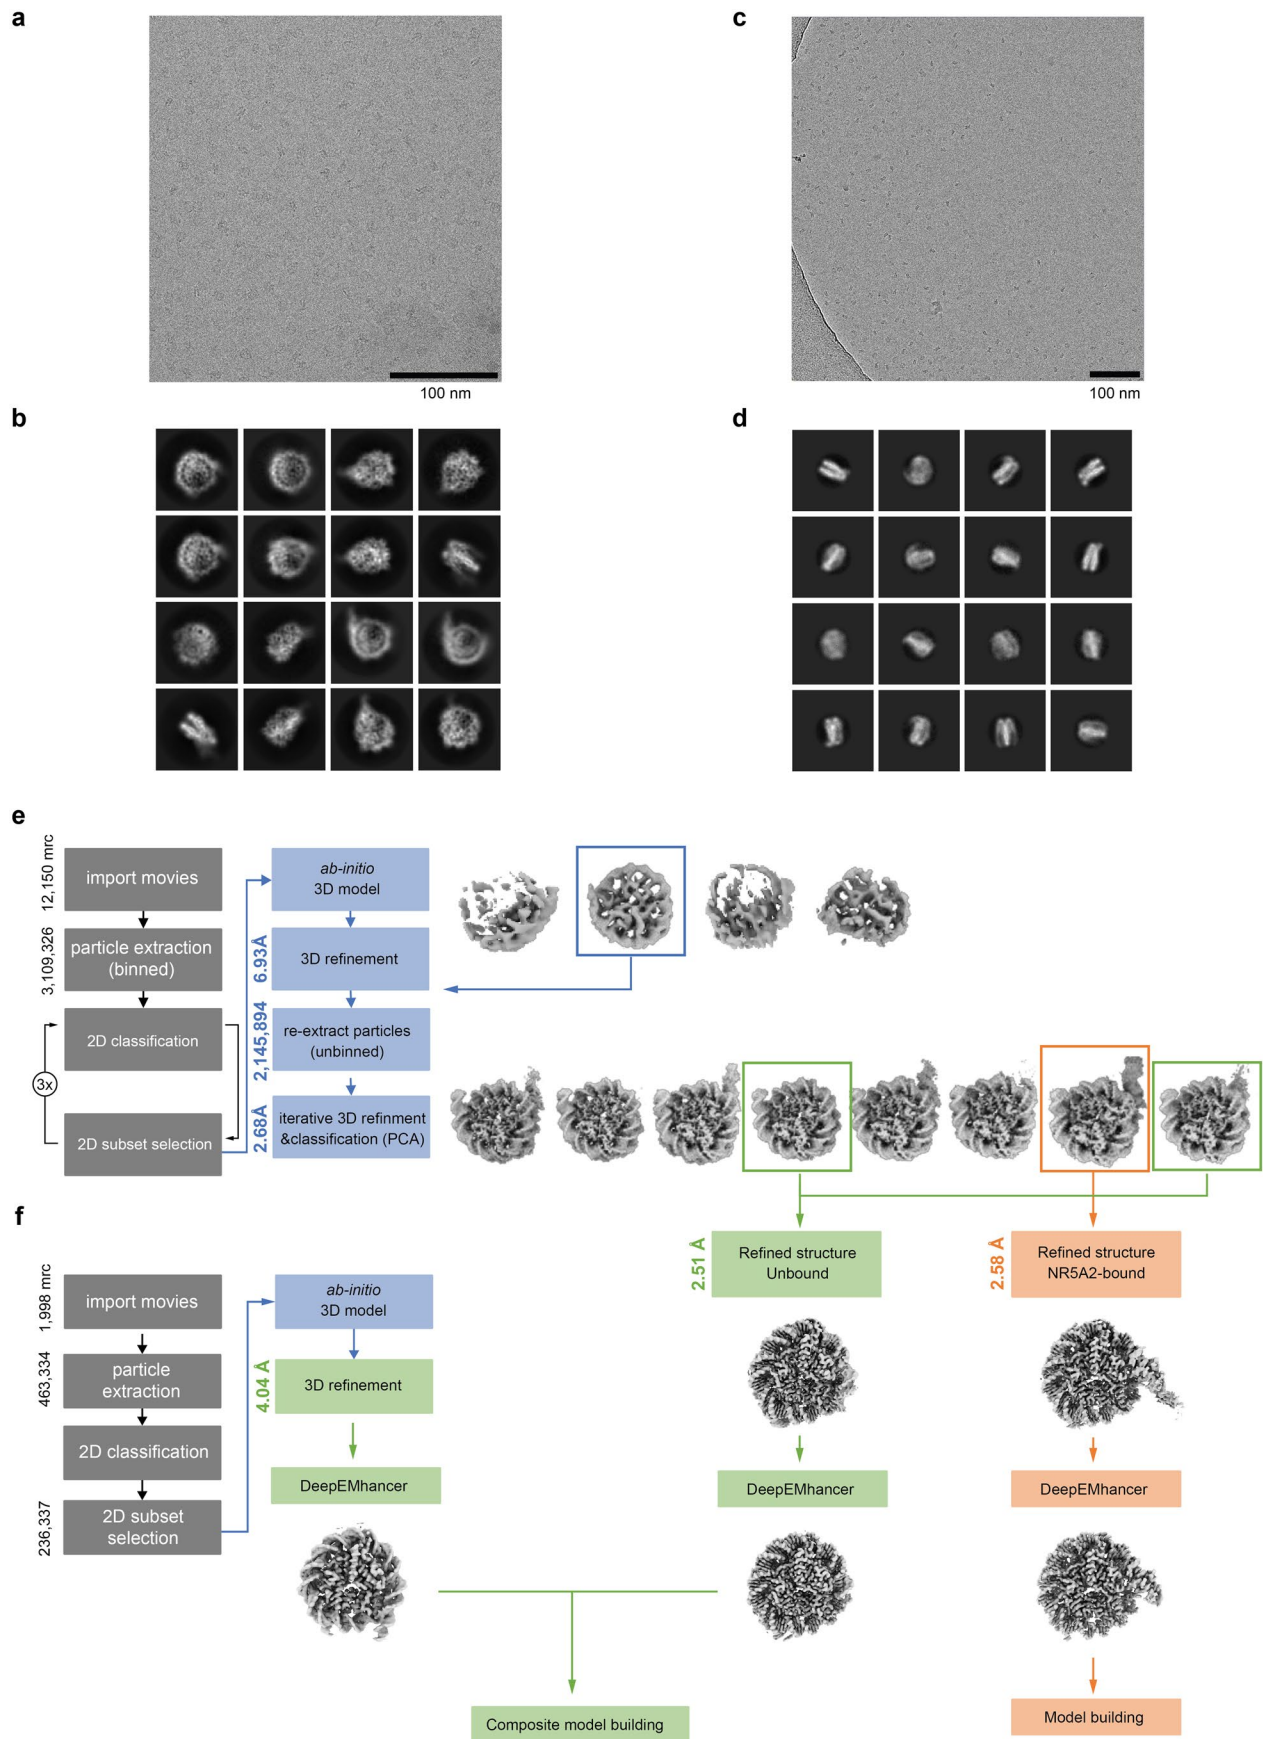 a
c
100 nm
100 nm
b
d
e
12,150 mrc
import movies
3,109,326
particle extraction
(binned)
2D classification
3x
2D subset selection
ab-initio
3D model
6.93Å
3D refinement
2,145,894
re-extract particles
(unbinned)
2.68Å
iterative 3D refinment
&classification (PCA)
2.51 Å
Refined structure
Unbound
2.58 Å
Refined structure
NR5A2-bound
f
1,998 mrc
import movies
463,334
particle
extraction
2D classification
236,337
2D subset
selection
ab-initio
3D model
4.04 Å
3D refinement
DeepEMhancer
DeepEMhancer
DeepEMhancer
Composite model building
Model building